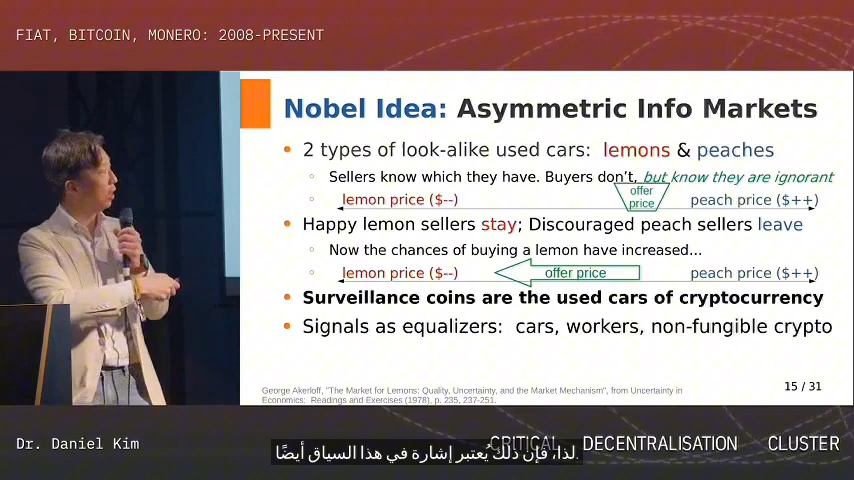 FIAT, BITCOIN, MONERO: 2008-PRESENT
Nobel Idea: Asymmetric Info Markets
2 types of look-alike used cars: lemons & peaches
Sellers know which they have. Buyers don't, but know they are ignorant
lemon price ($--) offer price peach price ($++)
Happy lemon sellers stay; Discouraged peach sellers leave
Now the chances of buying a lemon have increased...
lemon price ($--) offer price peach price ($++)
Surveillance coins are the used cars of cryptocurrency
Signals as equalizers: cars, workers, non-fungible crypto
George Akerloff, "The Market for Lemons: Quality, Uncertainty, and the Market Mechanism", from Uncertainty in
Economics: Readings and Exercises (1978), p. 235, 237-251.
15 / 31
Dr. Daniel Kim
CRITICAL DECENTRALISATION CLUSTER
لذا، فإن ذلك يُعتبر إشارة في هذا السياق أيضًا.